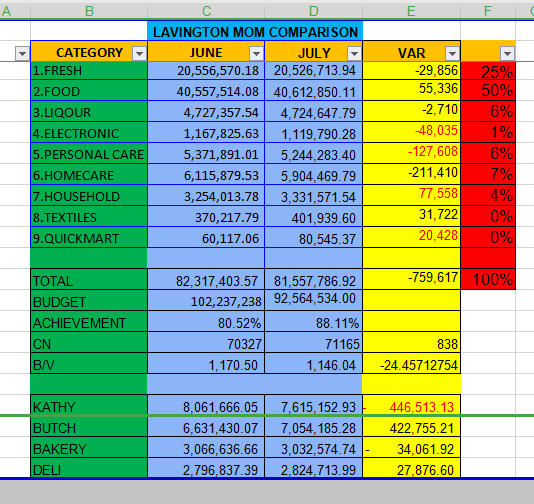 A B C D E F
LAVINGTON MOM COMPARISON
CATEGORY JUNE JULY VAR
1.FRESH 20,556,570.18 20,526,713.94 -29,856 25%
2.FOOD 40,557,514.08 40,612,850.11 55,336 50%
3.LIQOUR 4,727,357.54 4,724,647.79 -2,710 6%
4.ELECTRONIC 1,167,825.63 1,119,790.28 -48,035 1%
5.PERSONAL CARE 5,371,891.01 5,244,283.40 -127,608 6%
6.HOMECARE 6,115,879.53 5,904,469.79 -211,410 7%
7.HOUSEHOLD 3,254,013.78 3,331,571.54 77,558 4%
8.TEXTILES 370,217.79 401,939.60 31,722 0%
9.QUICKMART 60,117.06 80,545.37 20,428 0%
TOTAL 82,317,403.57 81,557,786.92 -759,617 100%
BUDGET 102,237,238 92,564,534.00
ACHIEVEMENT 80.52% 88.11%
CN 70327 71165 838
B/V 1,170.50 1,146.04 -24.45712754
KATHY 8,061,666.05 7,615,152.93 - 446,513.13
BUTCH 6,631,430.07 7,054,185.28 422,755.21
BAKERY 3,066,636.66 3,032,574.74 - 34,061.92
DELI 2,796,837.39 2,824,713.99 27,876.60